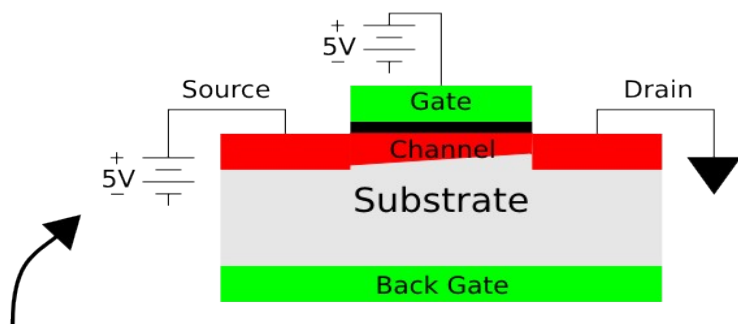 +
5V
−
Source
Gate
Drain
+
5V
−
Channel
Substrate
Back Gate